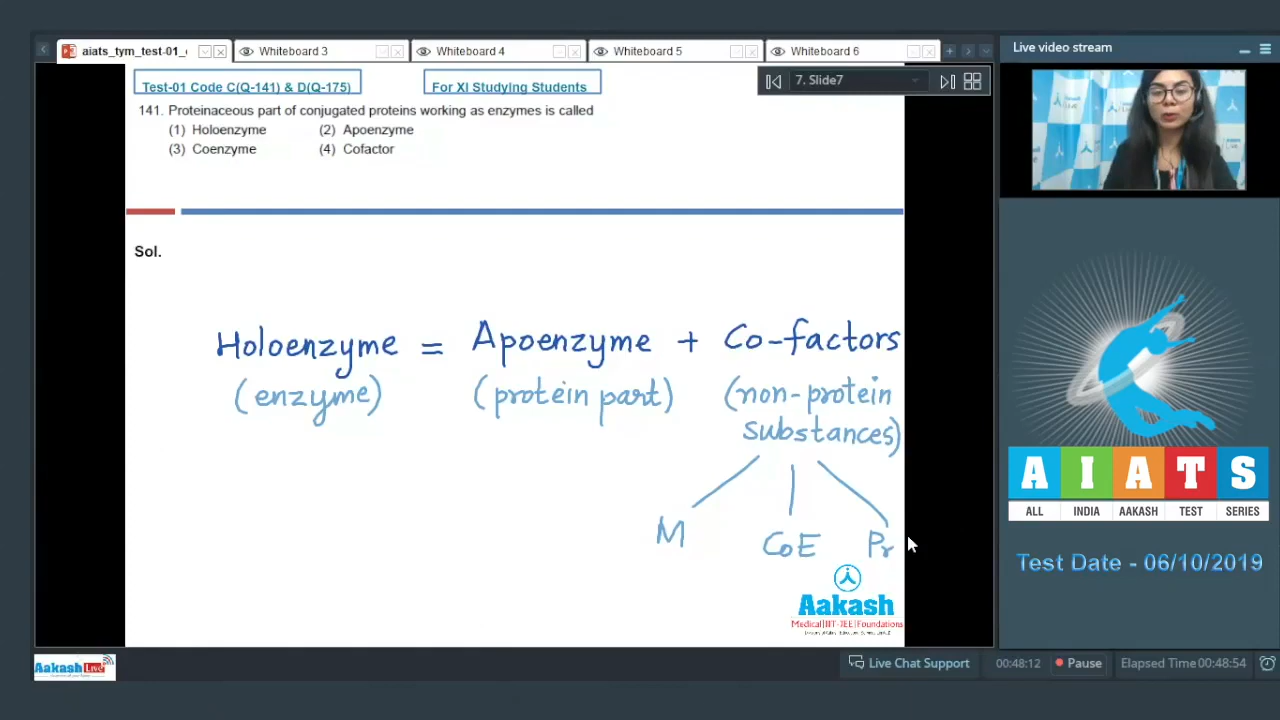 aiats_tym_test-01_
Whiteboard 3
Whiteboard 4
Whiteboard 5
Whiteboard 6
Live video stream
Test-01 Code C(Q-141) & D(Q-175)
For XI Studying Students
7. Slide7
141. Proteinaceous part of conjugated proteins working as enzymes is called
(1) Holoenzyme (2) Apoenzyme
(3) Coenzyme (4) Cofactor
Sol.
Holoenzyme = Apoenzyme + Co-factors
(enzyme) (protein part) (non-protein
substances)
M CoE Pr
Aakash
Medical|IIT-JEE|Foundations
A I A T S
ALL INDIA AAKASH TEST SERIES
Test Date - 06/10/2019
Aakash Live
Live Chat Support
00:48:12
Pause
Elapsed Time 00:48:54